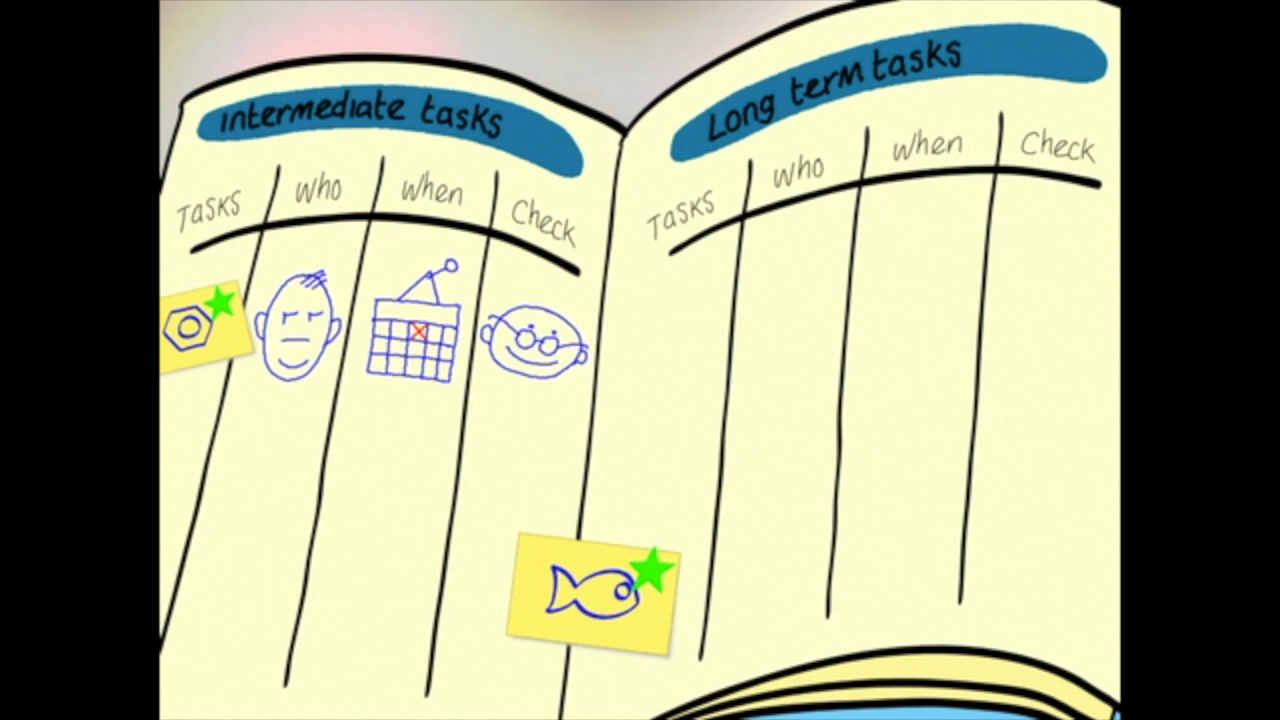 Intermediate tasks
TASKS Who When Check
Long term tasks
TASKS Who When Check